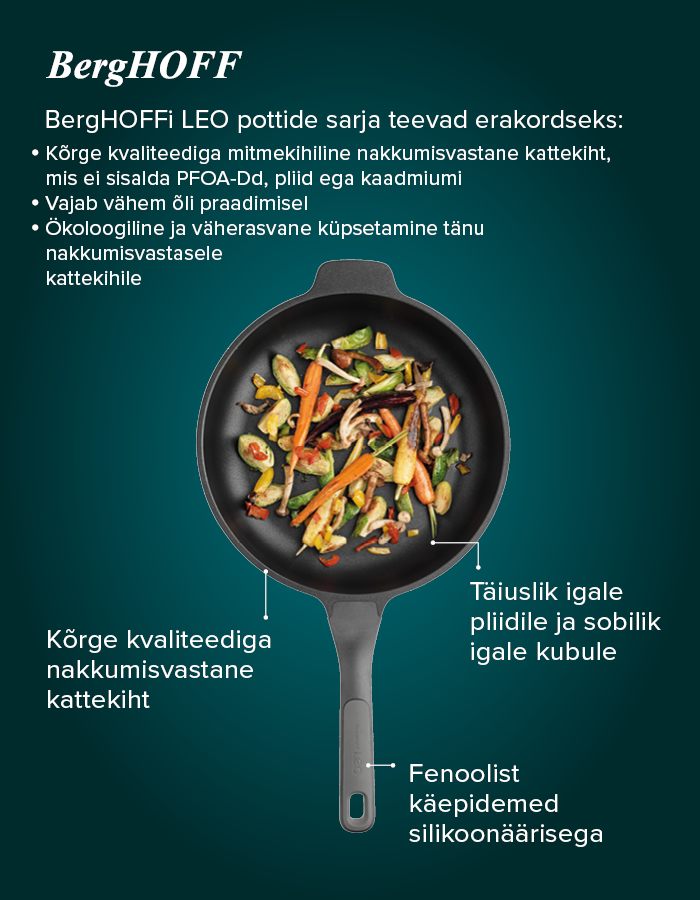 BergHOFF
BergHOFFi LEO pottide sarja teevad erakordseks:
• Kõrge kvaliteediga mitmekihiline nakkumisvastane kattekiht,
mis ei sisalda PFOA-Dd, pliid ega kaadmiumi
• Vajab vähem õli praadimisel
• Ökoloogiline ja väherasvane küpsetamine tänu
nakkumisvastasele
kattekihile
Täiuslik igale
pliidile ja sobilik
igale kubule
Kõrge kvaliteediga
nakkumisvastane
kattekiht
Fenoolist
käepidemed
silikoonäärisega